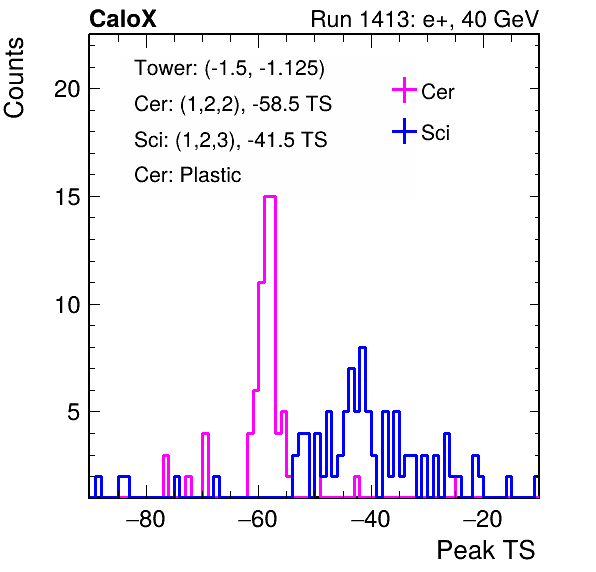 CaloX Run 1413: e+, 40 GeV
Counts
Tower: (-1.5, -1.125)
Cer: (1,2,2), -58.5 TS
Sci: (1,2,3), -41.5 TS
Cer: Plastic
Cer
Sci
20
15
10
5
−80 −60 −40 −20
Peak TS